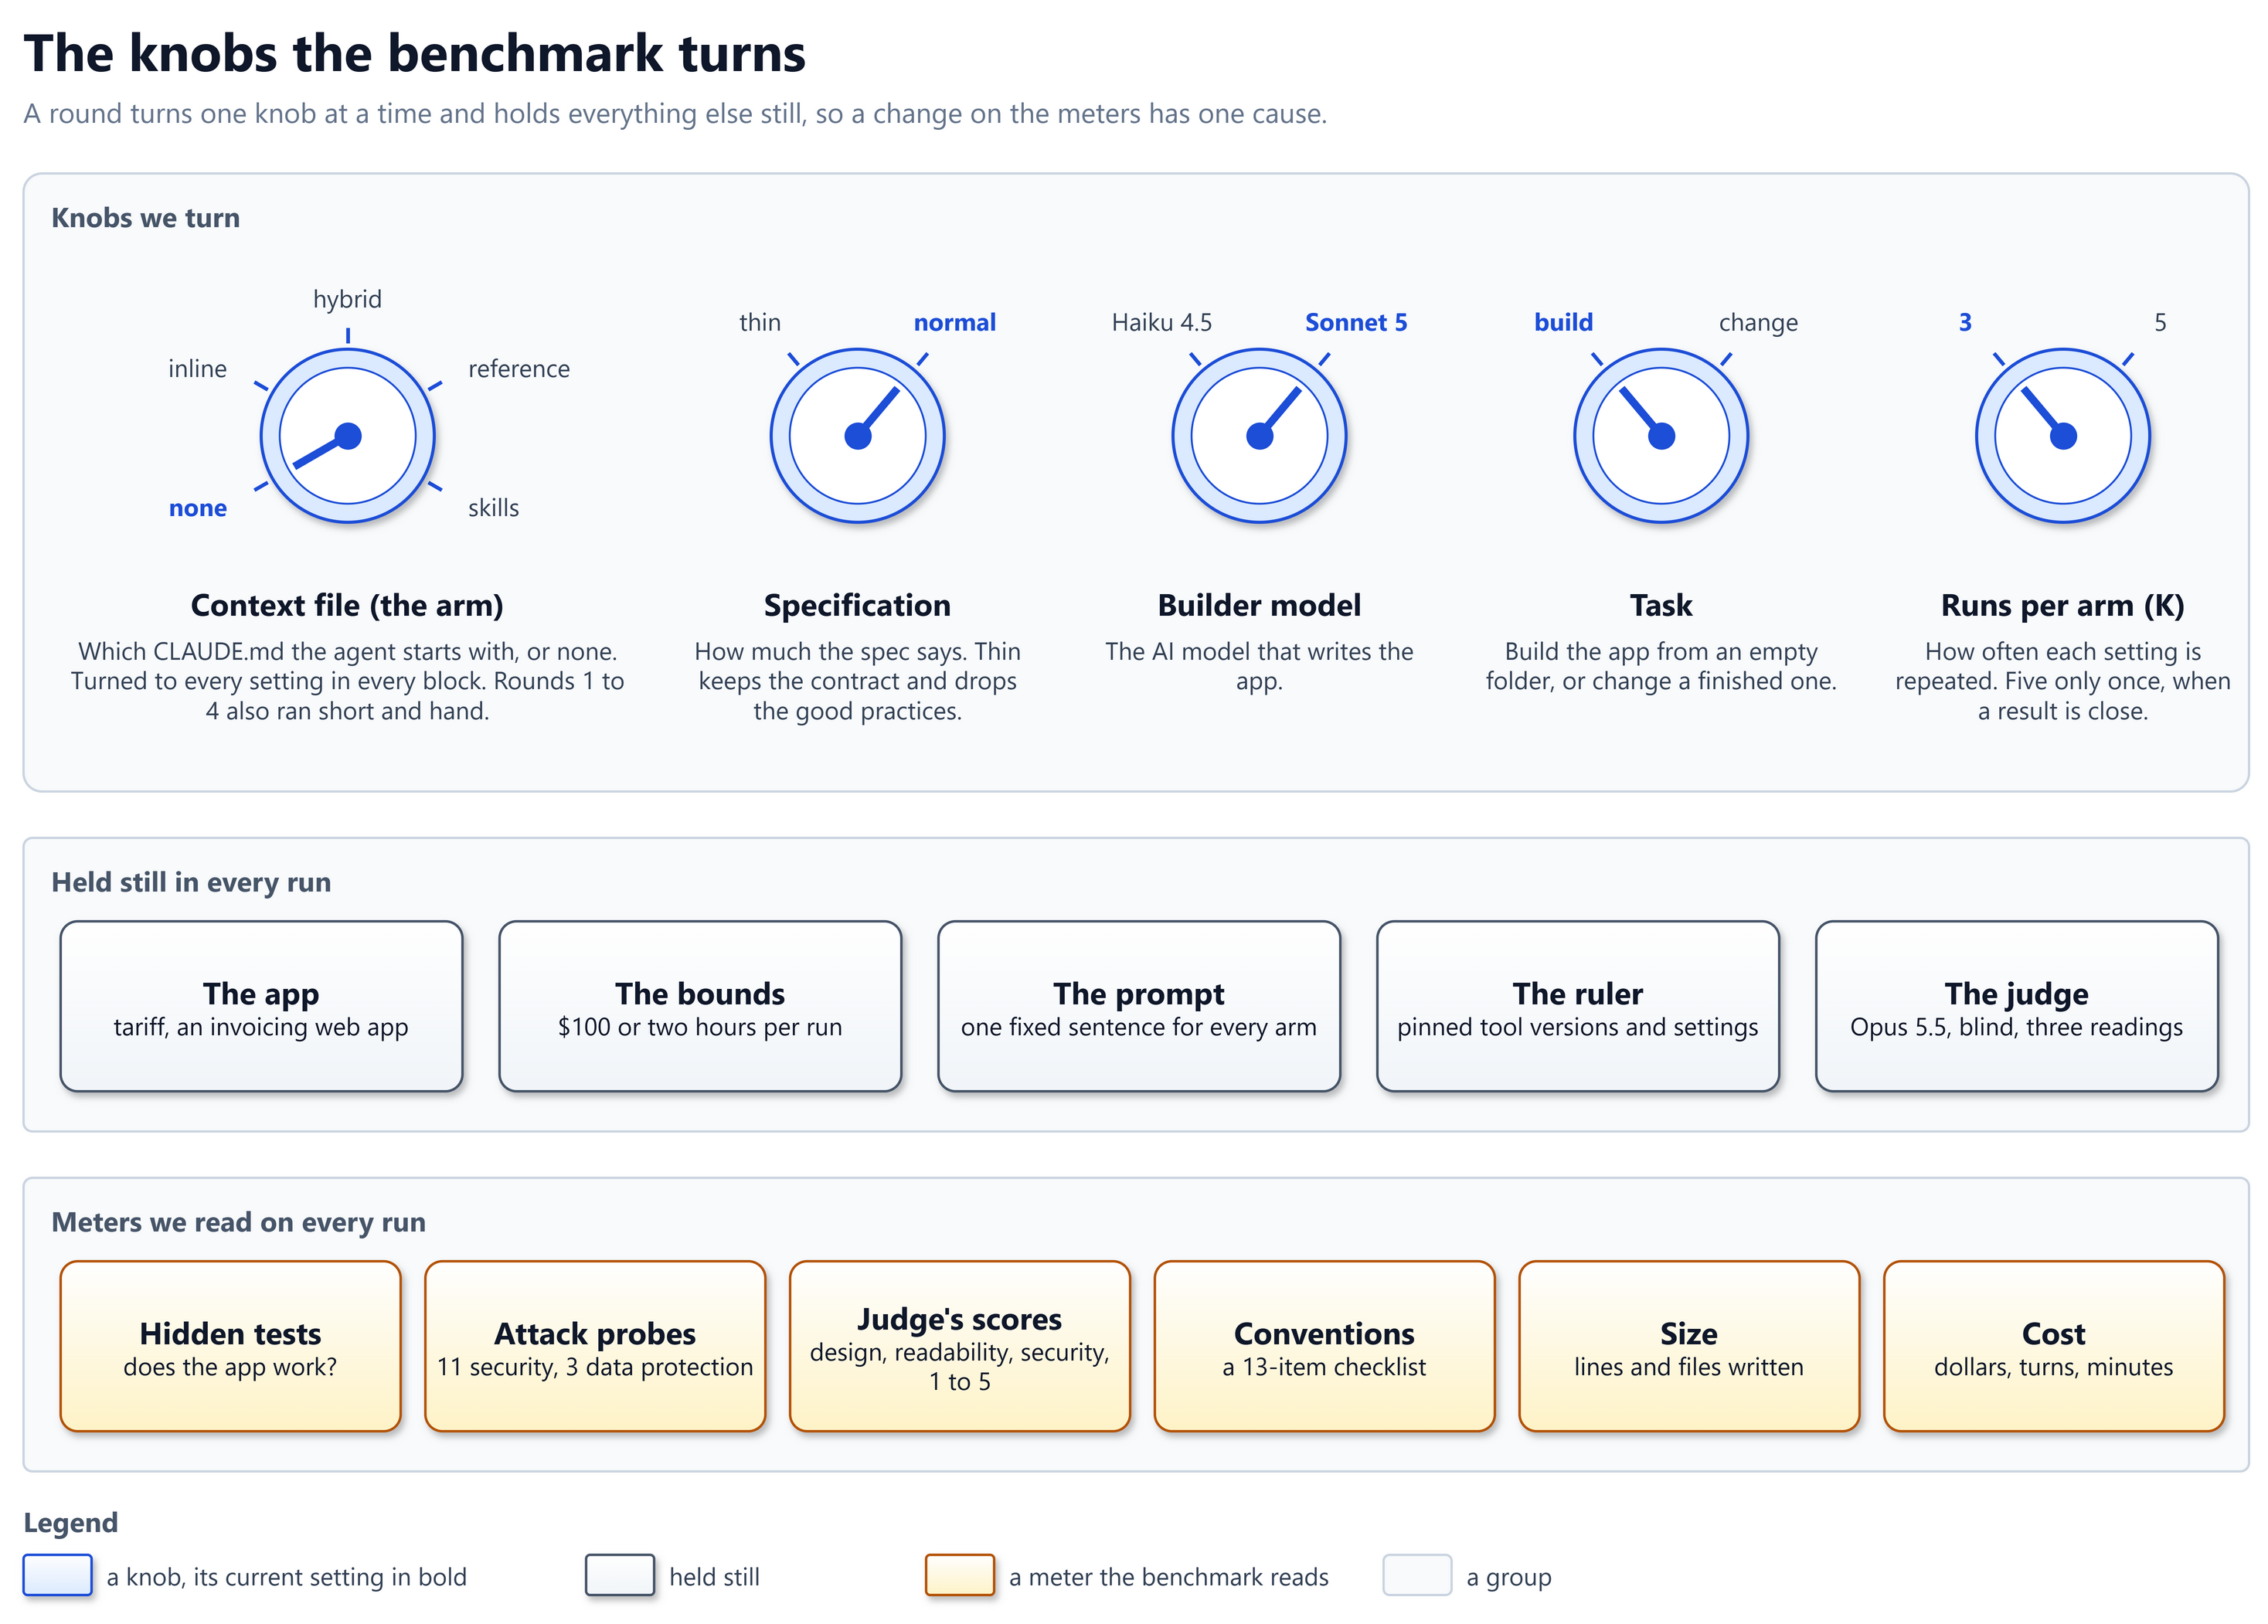 The knobs the benchmark turns
A round turns one knob at a time and holds everything else still, so a change on the meters has one cause.
Knobs we turn
hybrid
inline
reference
none
skills
thin
normal
Haiku 4.5
Sonnet 5
build
change
3
5
Context file (the arm)
Which CLAUDE.md the agent starts with, or none.
Turned to every setting in every block. Rounds 1 to
4 also ran short and hand.
Specification
How much the spec says. Thin
keeps the contract and drops
the good practices.
Builder model
The AI model that writes the
app.
Task
Build the app from an empty
folder, or change a finished one.
Runs per arm (K)
How often each setting is
repeated. Five only once, when
a result is close.
Held still in every run
The app
tariff, an invoicing web app
The bounds
$100 or two hours per run
The prompt
one fixed sentence for every arm
The ruler
pinned tool versions and settings
The judge
Opus 5.5, blind, three readings
Meters we read on every run
Hidden tests
does the app work?
Attack probes
11 security, 3 data protection
Judge's scores
design, readability, security,
1 to 5
Conventions
a 13-item checklist
Size
lines and files written
Cost
dollars, turns, minutes
Legend
a knob, its current setting in bold
held still
a meter the benchmark reads
a group